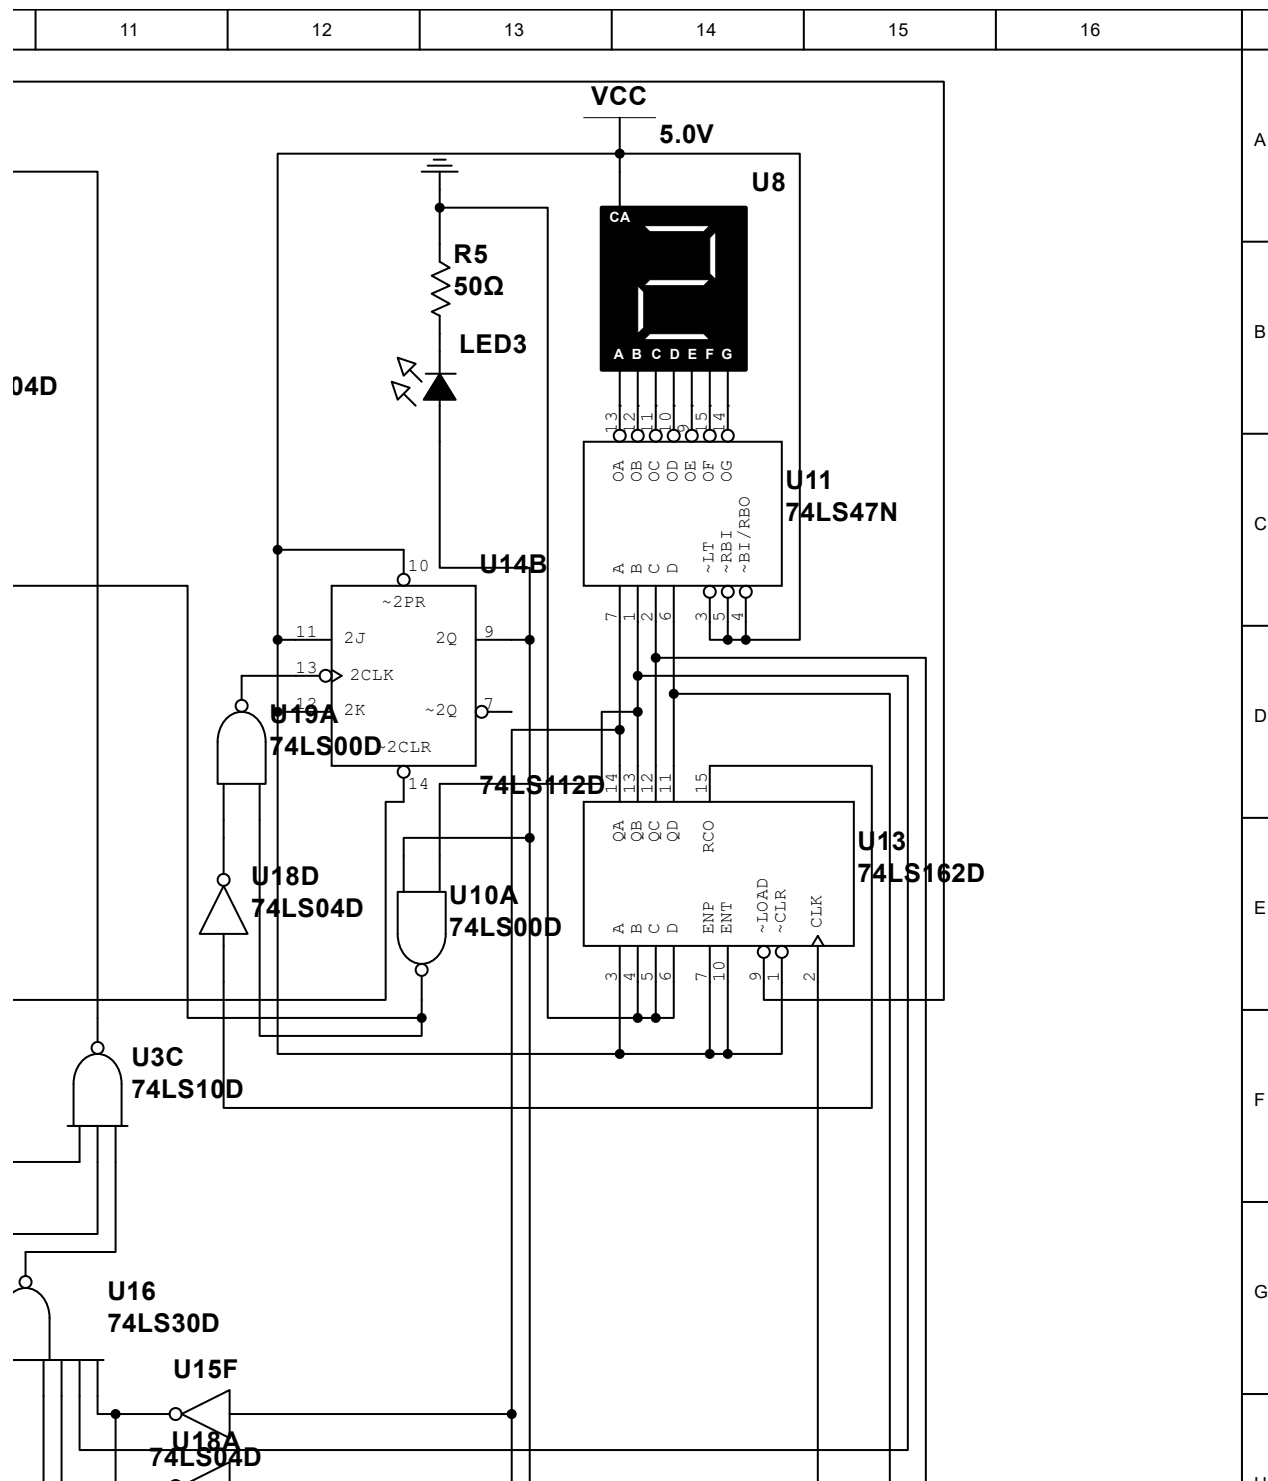 11 12 13 14 15 16
A
B
C
D
E
F
G
VCC
5.0V
U8
CA
A B C D E F G
R5
50Ω
LED3
04D
13 12 11 10 9 15 14
OA OB OC OD OE OF OG
U11
74LS47N
A B C D ~LT ~RBI ~BI/RBO
7 1 2 6 3 5 4
U14B
10
~2PR
11 2J 2Q 9
13 2CLK
12 2K ~2Q 7
~2CLR
14
74LS112D
U19A
74LS00D
14 13 12 11 15
QA QB QC QD RCO
U13
74LS162D
A B C D ENP ENT ~LOAD ~CLR CLK
3 4 5 6 7 10 9 1 2
U18D
74LS04D
U10A
74LS00D
U3C
74LS10D
U16
74LS30D
U15F
U18A
74LS04D